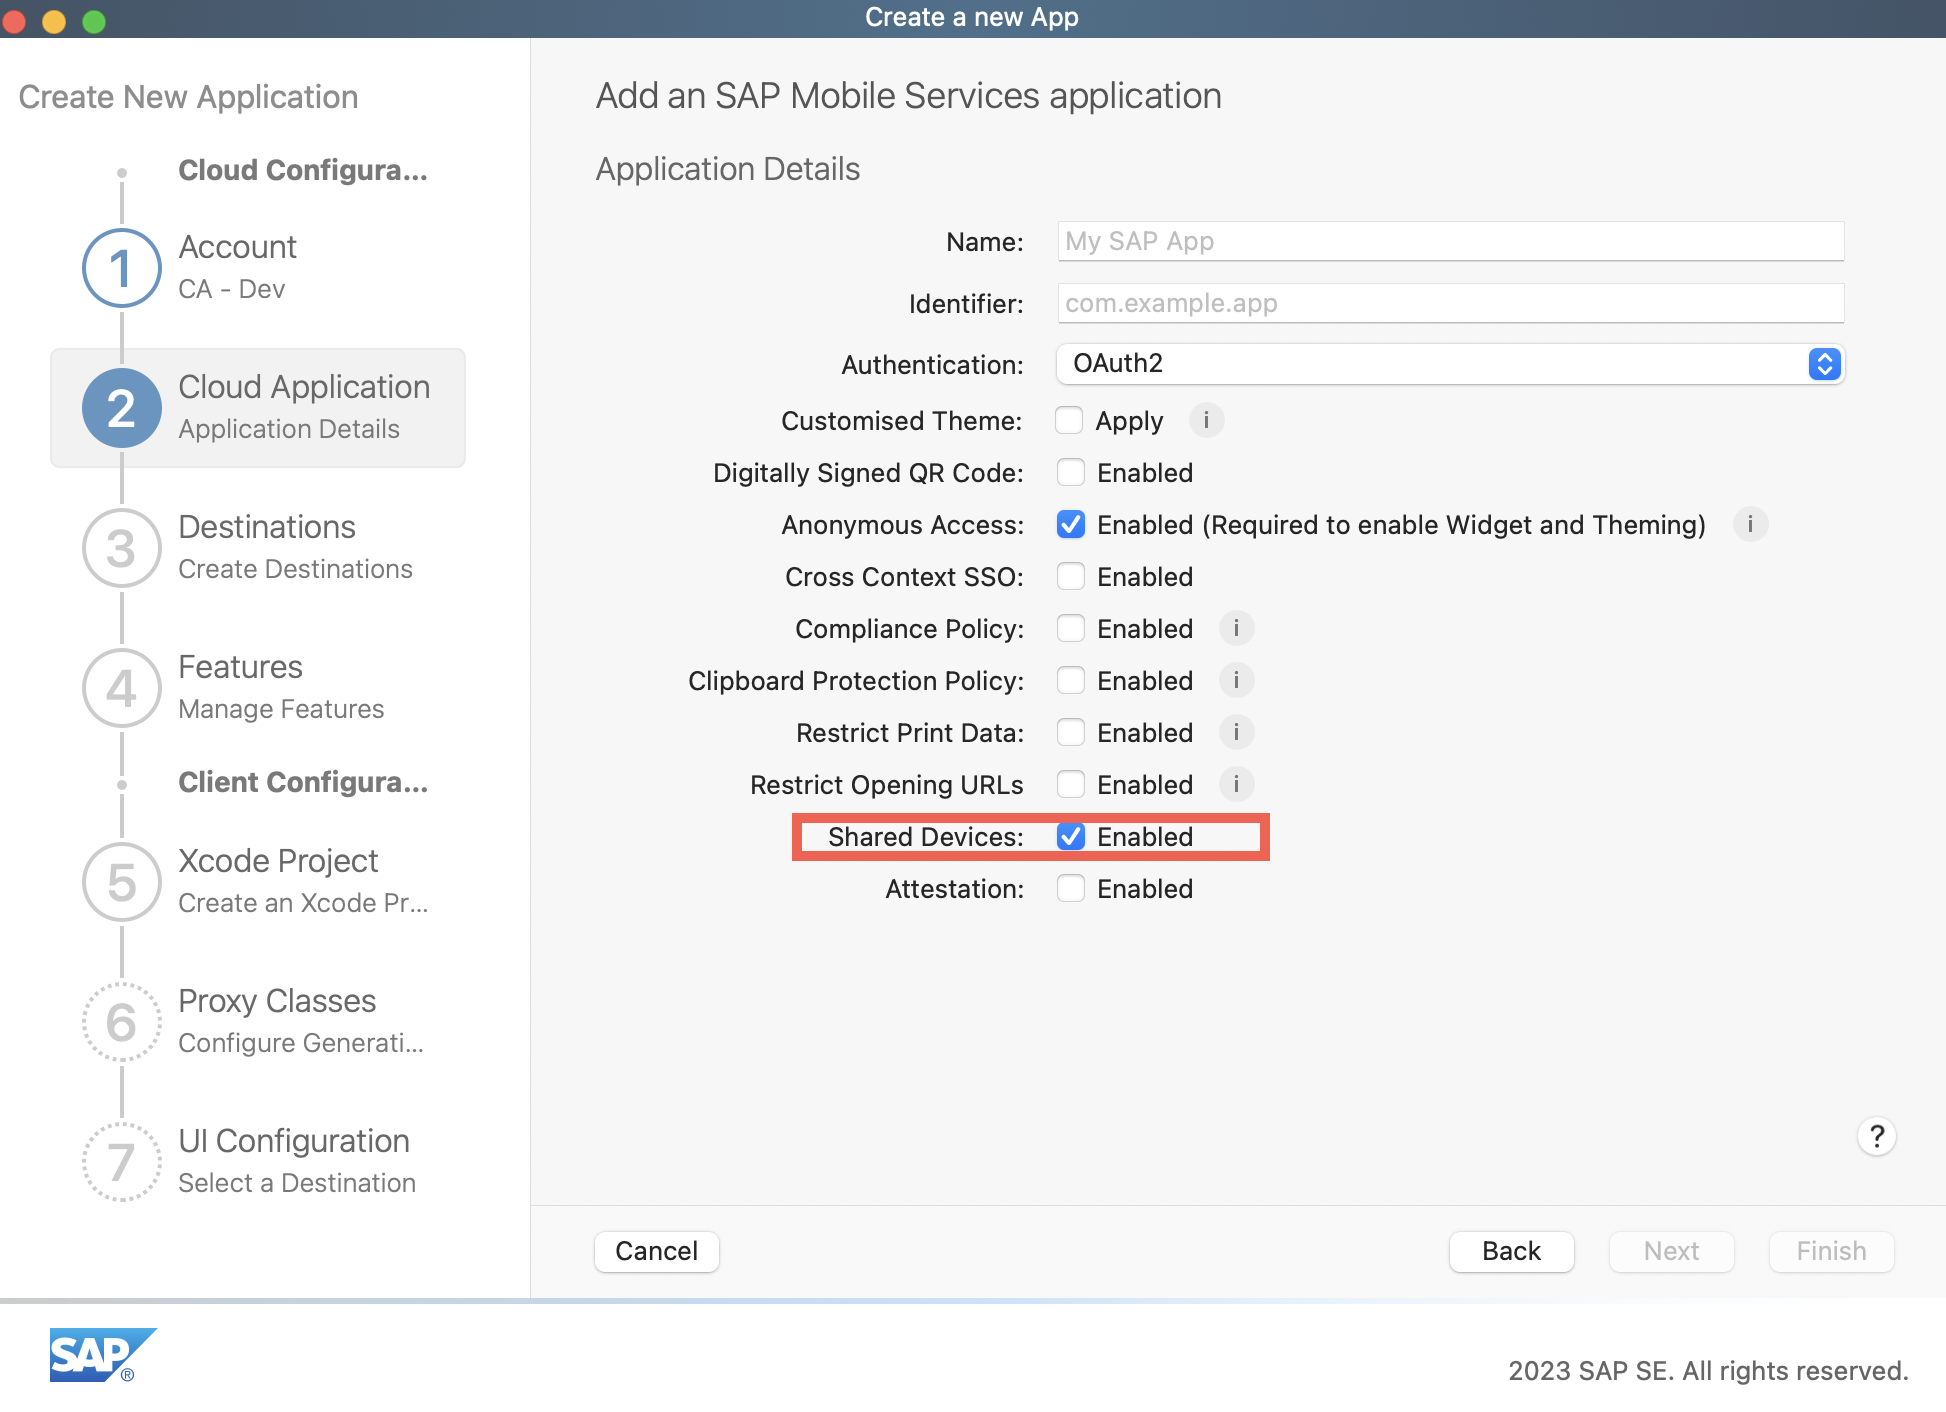 Create a new App
Create New Application
Cloud Configura...
1
Account
CA - Dev
2
Cloud Application
Application Details
3
Destinations
Create Destinations
4
Features
Manage Features
Client Configura...
5
Xcode Project
Create an Xcode Pr...
6
Proxy Classes
Configure Generati...
7
UI Configuration
Select a Destination
Add an SAP Mobile Services application
Application Details
Name: My SAP App
Identifier: com.example.app
Authentication: OAuth2
Customised Theme: Apply i
Digitally Signed QR Code: Enabled
Anonymous Access: Enabled (Required to enable Widget and Theming) i
Cross Context SSO: Enabled
Compliance Policy: Enabled i
Clipboard Protection Policy: Enabled i
Restrict Print Data: Enabled i
Restrict Opening URLs Enabled i
Shared Devices: Enabled
Attestation: Enabled
?
Cancel Back Next Finish
SAP®
2023 SAP SE. All rights reserved.